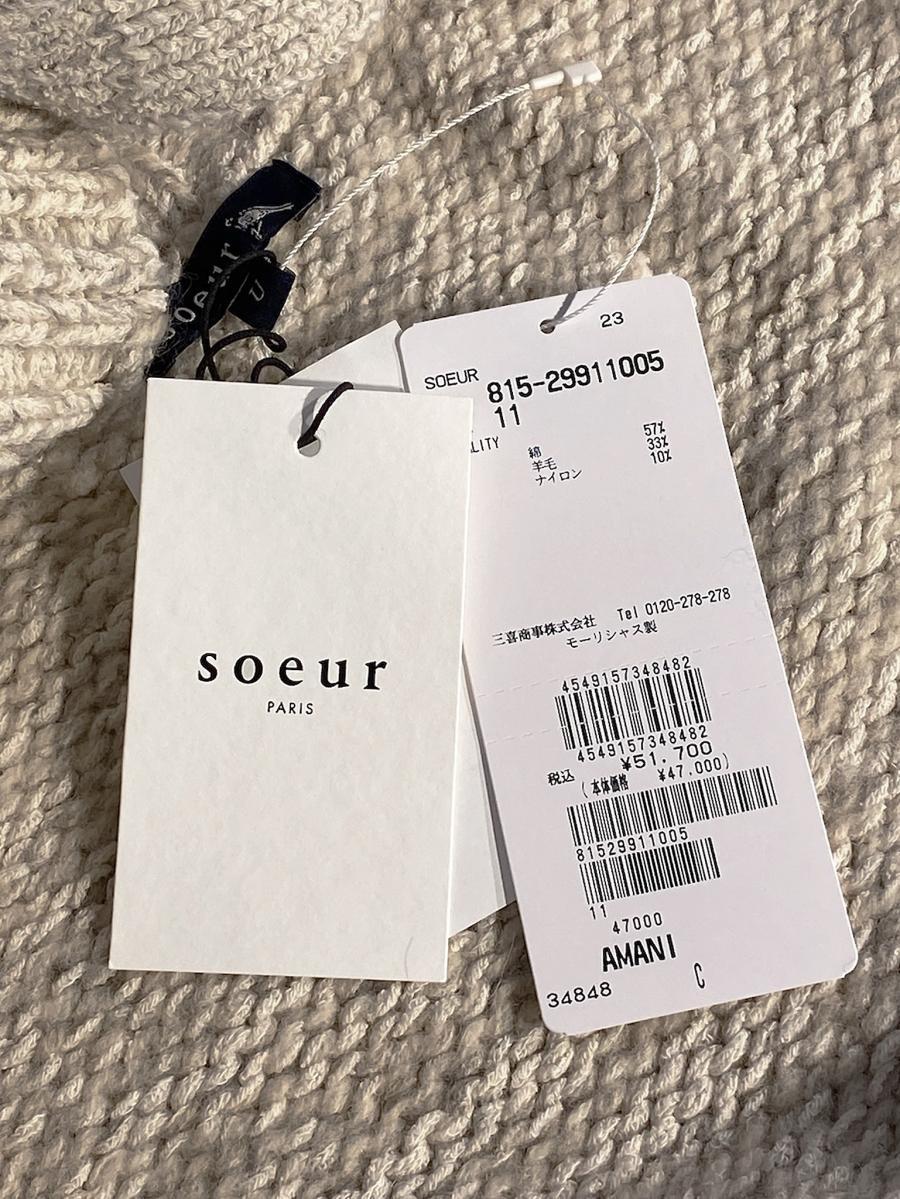 soeur
U
soeur
PARIS
23
SOEUR 815-29911005
11
LITY
綿 57%
羊毛 33%
ナイロン 10%
三喜商事株式会社 Tel 0120-278-278
モーリシャス製
4549157348482
4549157348482
税込 ¥51,700
(本体価格 ¥47,000)
81529911005
11
47000
AMANI
C
34848